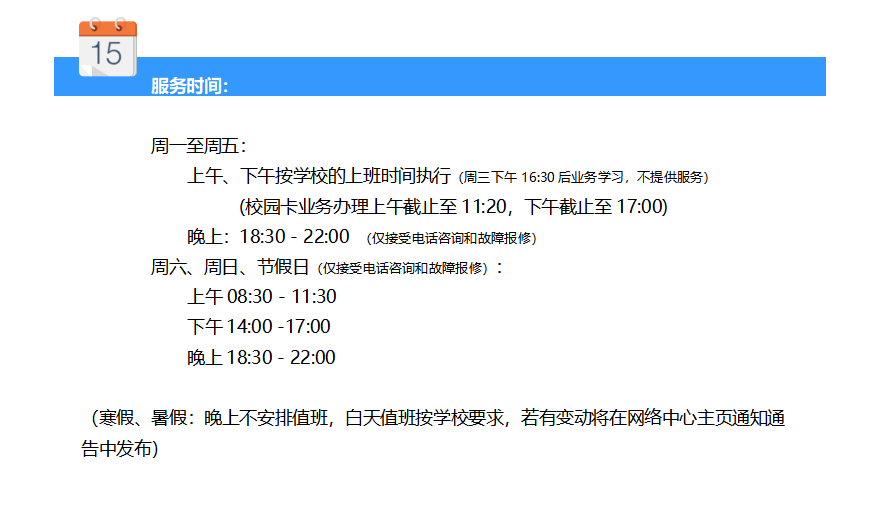 15
服务时间：
周一至周五：
上午、下午按学校的上班时间执行（周三下午 16:30 后业务学习，不提供服务）
(校园卡业务办理上午截止至 11:20，下午截止至 17:00)
晚上：18:30 - 22:00 （仅接受电话咨询和故障报修）
周六、周日、节假日（仅接受电话咨询和故障报修）：
上午 08:30 - 11:30
下午 14:00 -17:00
晚上 18:30 - 22:00
（寒假、暑假：晚上不安排值班，白天值班按学校要求，若有变动将在网络中心主页通知通
告中发布）